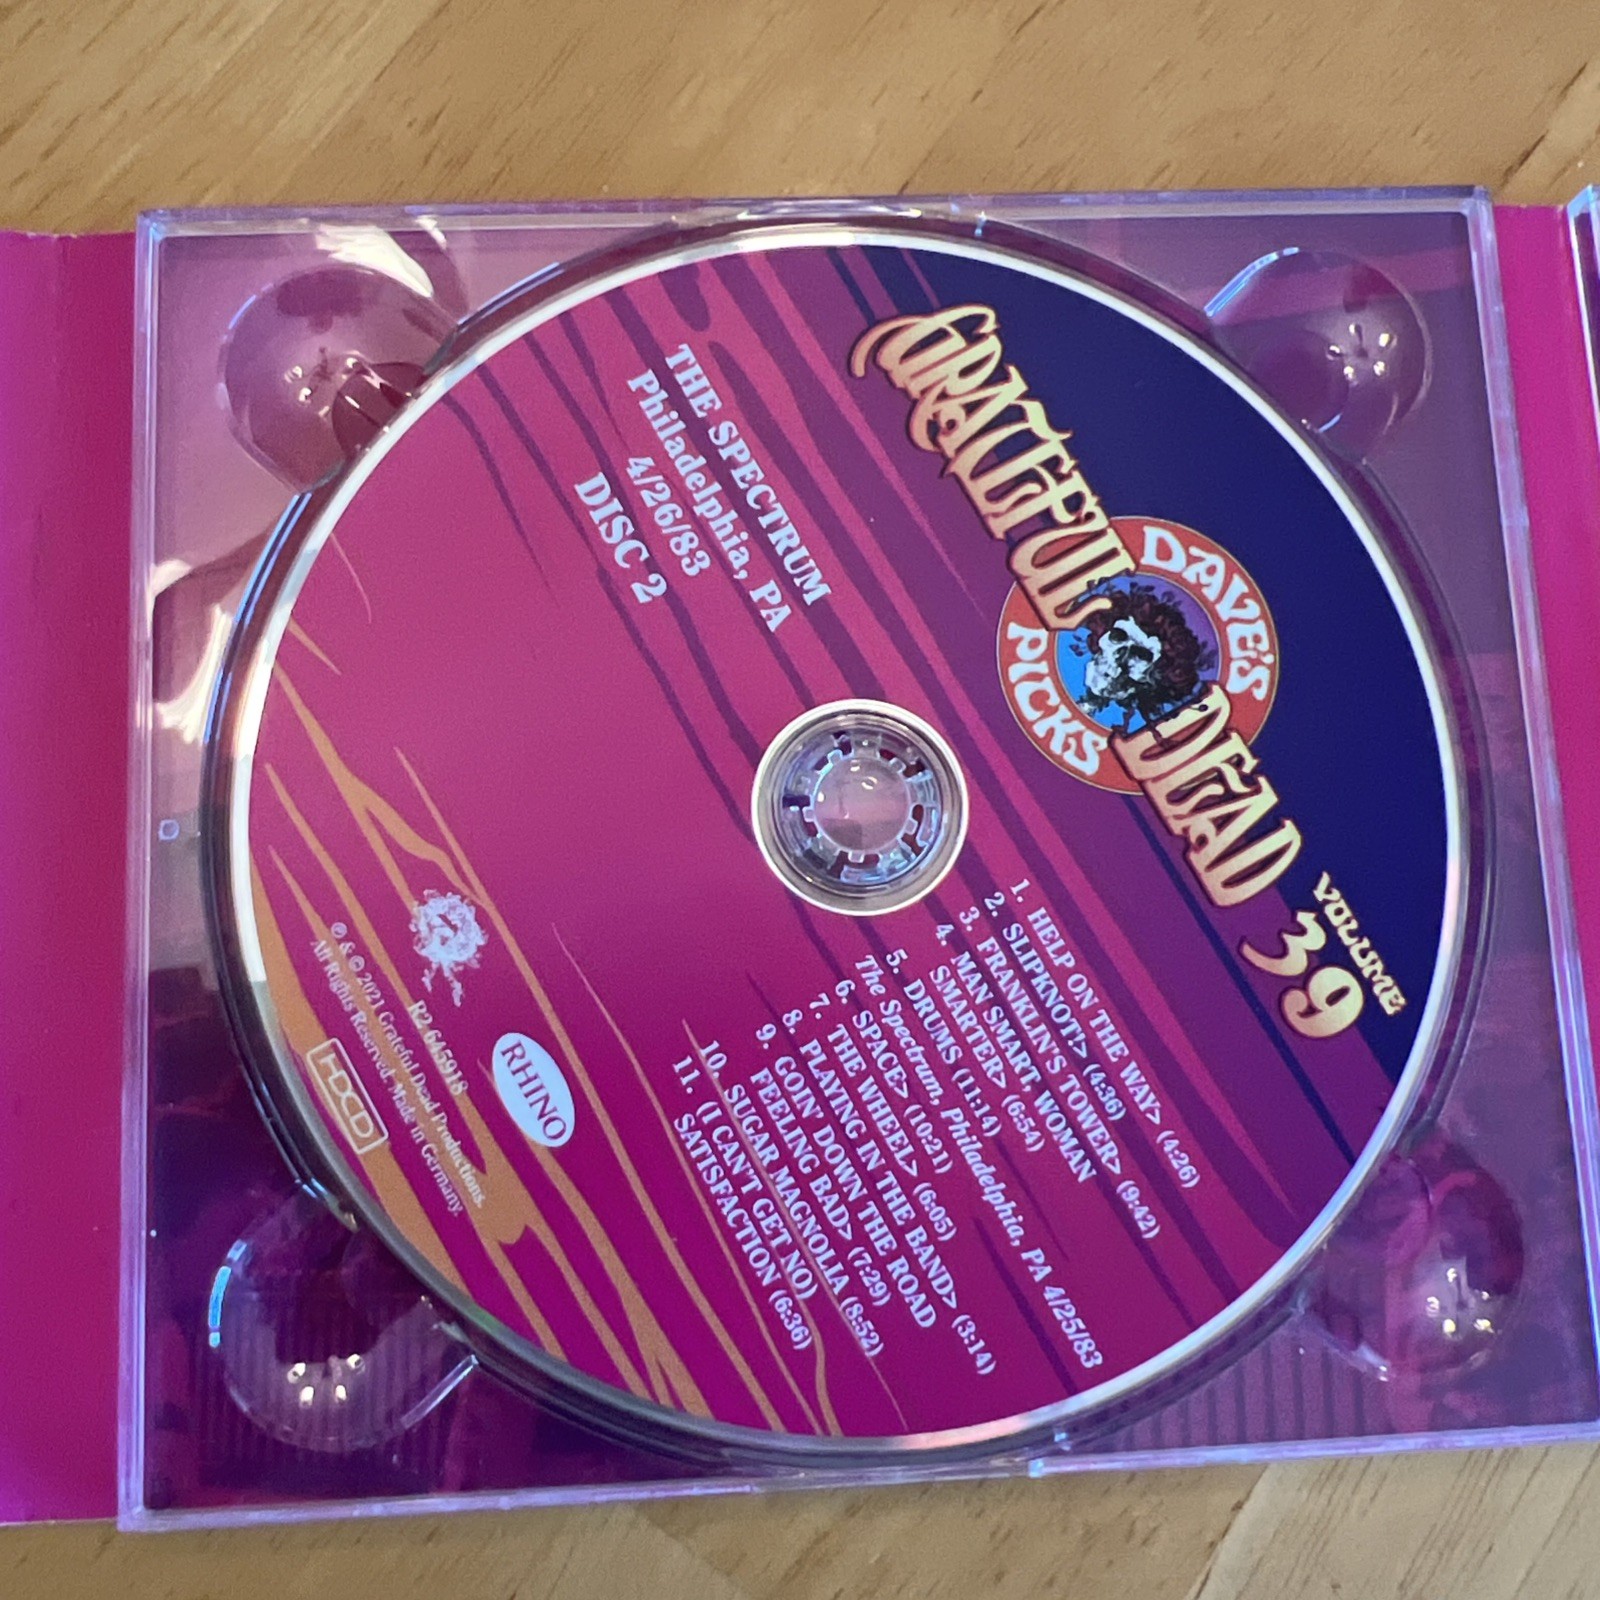 GRATEFUL DEAD
DAVE'S
PICKS
VOLUME
39
THE SPECTRUM
Philadelphia, PA
4/26/83
DISC 2
1. HELP ON THE WAY> (4:26)
2. SLIPKNOT!> (4:36)
3. FRANKLIN'S TOWER> (9:42)
4. MAN SMART, WOMAN
SMARTER> (6:54)
5. DRUMS (11:14)
The Spectrum, Philadelphia, PA 4/25/83
6. SPACE> (10:21)
7. THE WHEEL> (6:05)
8. PLAYING IN THE BAND> (3:14)
9. GOIN' DOWN THE ROAD
FEELING BAD> (7:29)
10. SUGAR MAGNOLIA (8:52)
11. (I CAN'T GET NO)
SATISFACTION (6:36)
RHINO
R2 645918
℗ & © 2021 Grateful Dead Productions.
All Rights Reserved. Made in Germany.
HDCD